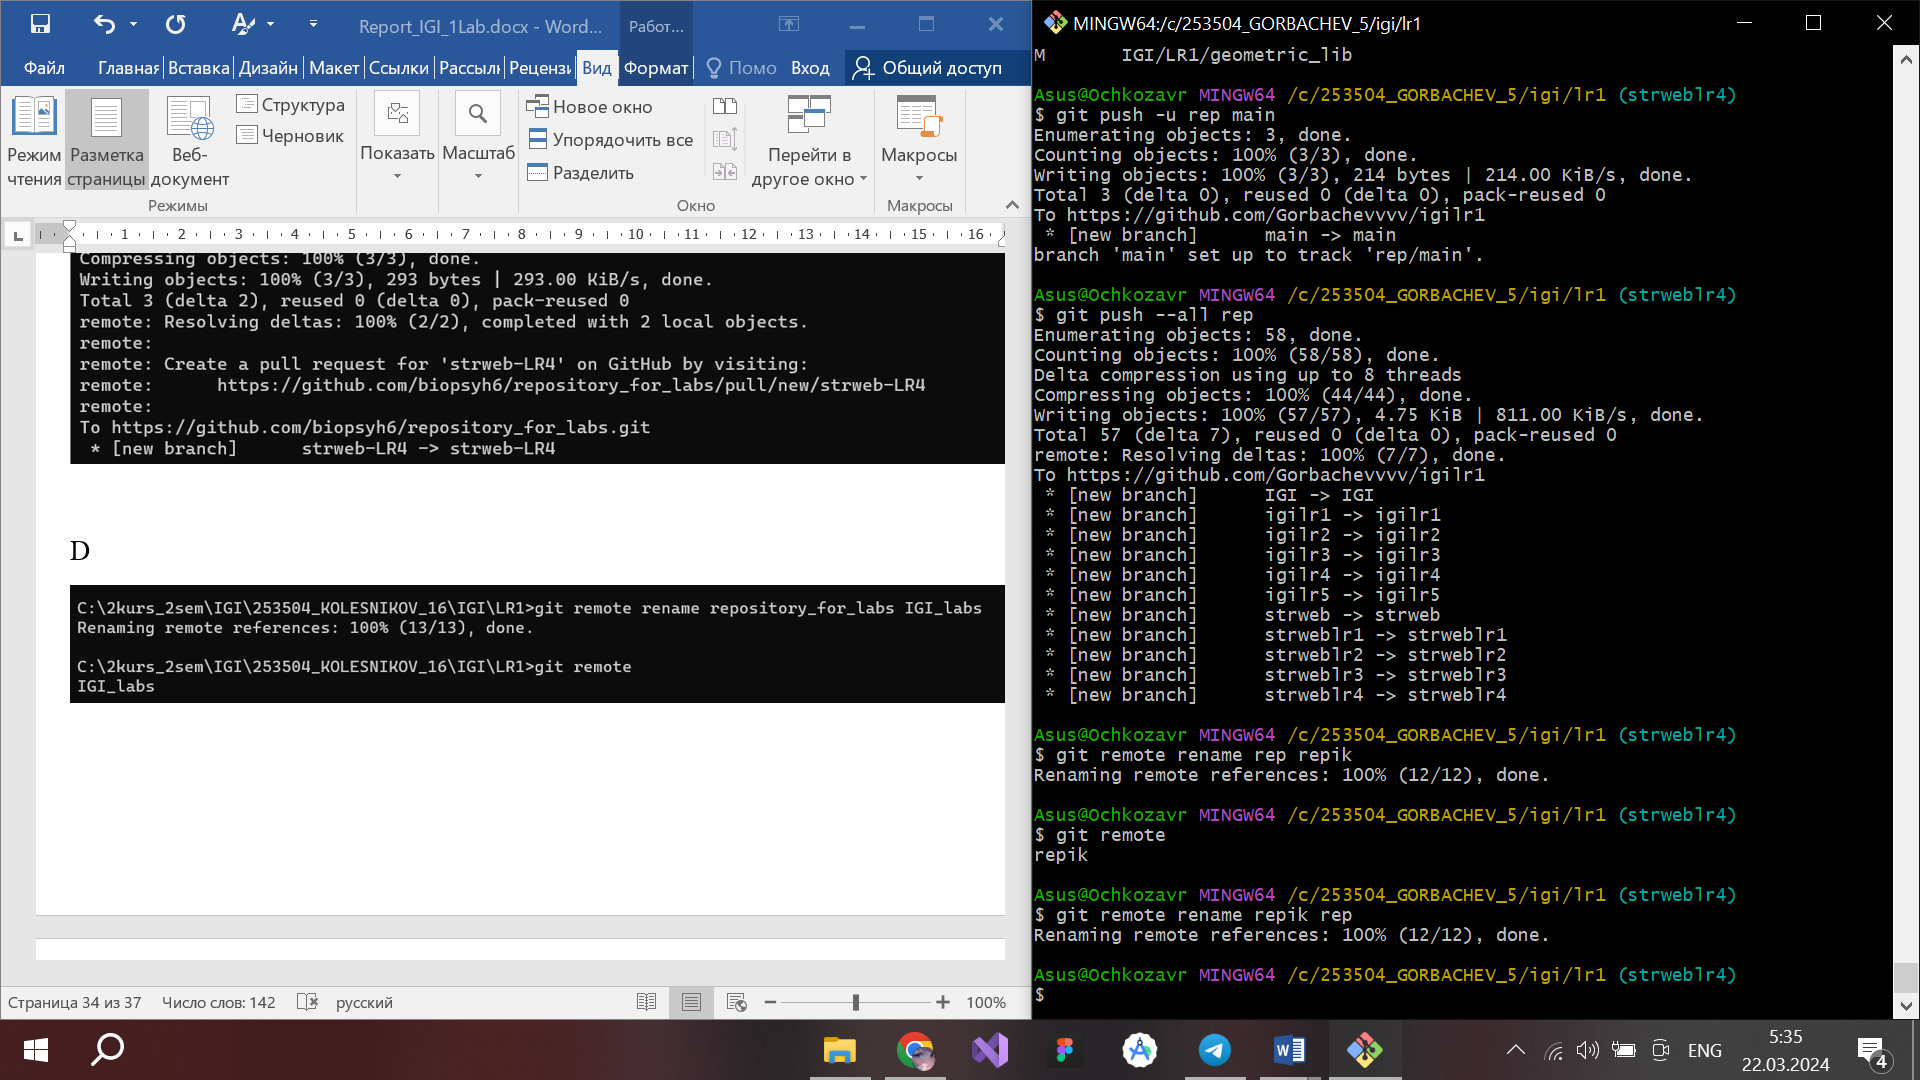 Report_IGI_1Lab.docx - Word...
Работ...
Файл
Главная
Вставка
Дизайн
Макет
Ссылки
Рассылк
Рецензи
Вид
Формат
Помо
Вход
Общий доступ
Режим чтения
Разметка страницы
Веб-документ
Структура
Черновик
Режимы
Показать
Масштаб
Новое окно
Упорядочить все
Разделить
Перейти в другое окно
Окно
Макросы
Макросы
1 2 3 4 5 6 7 8 9 10 11 12 13 14 15 16
Compressing objects: 100% (3/3), done.
Writing objects: 100% (3/3), 293 bytes | 293.00 KiB/s, done.
Total 3 (delta 2), reused 0 (delta 0), pack-reused 0
remote: Resolving deltas: 100% (2/2), completed with 2 local objects.
remote:
remote: Create a pull request for 'strweb-LR4' on GitHub by visiting:
remote:      https://github.com/biopsyh6/repository_for_labs/pull/new/strweb-LR4
remote:
To https://github.com/biopsyh6/repository_for_labs.git
 * [new branch]      strweb-LR4 -> strweb-LR4
D
C:\2kurs_2sem\IGI\253504_KOLESNIKOV_16\IGI\LR1>git remote rename repository_for_labs IGI_labs
Renaming remote references: 100% (13/13), done.
C:\2kurs_2sem\IGI\253504_KOLESNIKOV_16\IGI\LR1>git remote
IGI_labs
Страница 34 из 37
Число слов: 142
русский
100%
MINGW64:/c/253504_GORBACHEV_5/igi/lr1
M       IGI/LR1/geometric_lib
Asus@Ochkozavr MINGW64 /c/253504_GORBACHEV_5/igi/lr1 (strweblr4)
$ git push -u rep main
Enumerating objects: 3, done.
Counting objects: 100% (3/3), done.
Writing objects: 100% (3/3), 214 bytes | 214.00 KiB/s, done.
Total 3 (delta 0), reused 0 (delta 0), pack-reused 0
To https://github.com/Gorbachevvvv/igilr1
 * [new branch]      main -> main
branch 'main' set up to track 'rep/main'.
Asus@Ochkozavr MINGW64 /c/253504_GORBACHEV_5/igi/lr1 (strweblr4)
$ git push --all rep
Enumerating objects: 58, done.
Counting objects: 100% (58/58), done.
Delta compression using up to 8 threads
Compressing objects: 100% (44/44), done.
Writing objects: 100% (57/57), 4.75 KiB | 811.00 KiB/s, done.
Total 57 (delta 7), reused 0 (delta 0), pack-reused 0
remote: Resolving deltas: 100% (7/7), done.
To https://github.com/Gorbachevvvv/igilr1
 * [new branch]      IGI -> IGI
 * [new branch]      igilr1 -> igilr1
 * [new branch]      igilr2 -> igilr2
 * [new branch]      igilr3 -> igilr3
 * [new branch]      igilr4 -> igilr4
 * [new branch]      igilr5 -> igilr5
 * [new branch]      strweb -> strweb
 * [new branch]      strweblr1 -> strweblr1
 * [new branch]      strweblr2 -> strweblr2
 * [new branch]      strweblr3 -> strweblr3
 * [new branch]      strweblr4 -> strweblr4
Asus@Ochkozavr MINGW64 /c/253504_GORBACHEV_5/igi/lr1 (strweblr4)
$ git remote rename rep repik
Renaming remote references: 100% (12/12), done.
Asus@Ochkozavr MINGW64 /c/253504_GORBACHEV_5/igi/lr1 (strweblr4)
$ git remote
repik
Asus@Ochkozavr MINGW64 /c/253504_GORBACHEV_5/igi/lr1 (strweblr4)
$ git remote rename repik rep
Renaming remote references: 100% (12/12), done.
Asus@Ochkozavr MINGW64 /c/253504_GORBACHEV_5/igi/lr1 (strweblr4)
$
ENG
5:35
22.03.2024
4